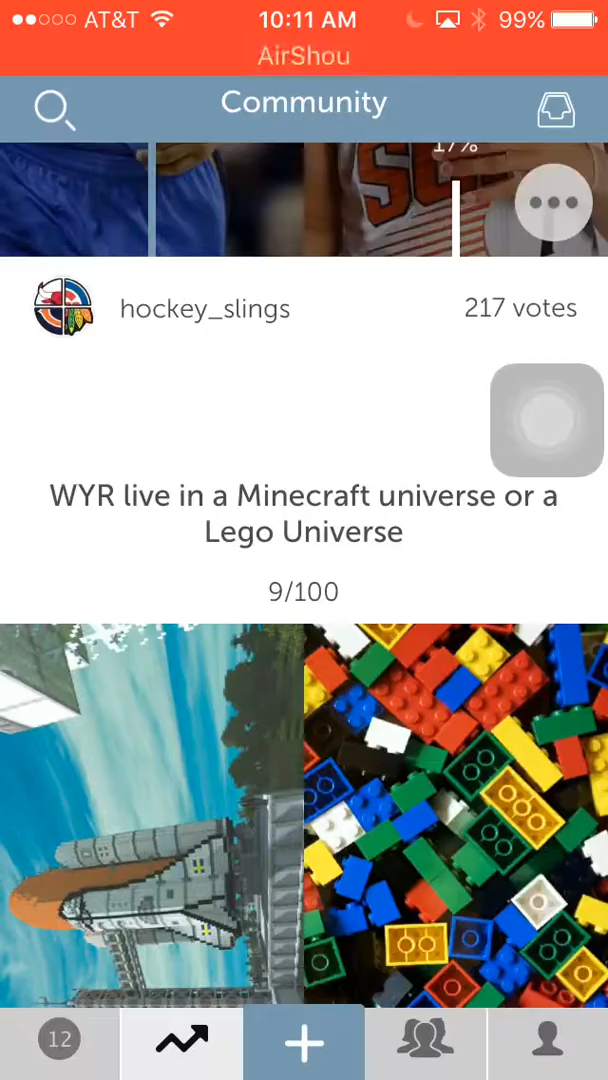 AT&T 10:11 AM 99%
AirShou
Community
17%
hockey_slings 217 votes
WYR live in a Minecraft universe or a
Lego Universe
9/100
12